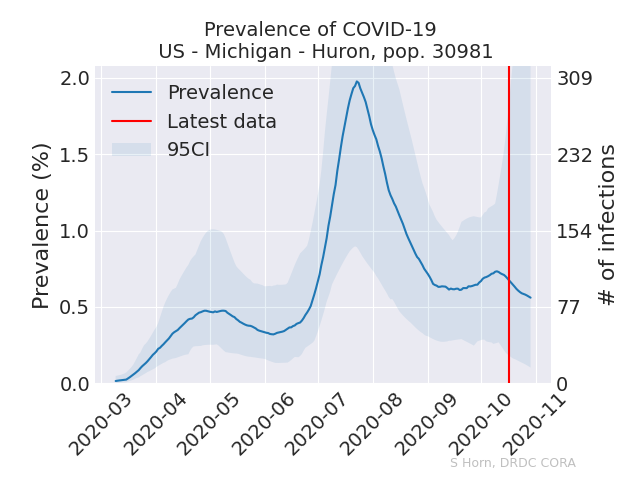 Prevalence of COVID-19
US - Michigan - Huron, pop. 30981
Prevalence
Latest data
95CI
Prevalence (%)
2.0
1.5
1.0
0.5
0.0
309
232
154
77
0
# of infections
2020-03
2020-04
2020-05
2020-06
2020-07
2020-08
2020-09
2020-10
2020-11
S Horn, DRDC CORA